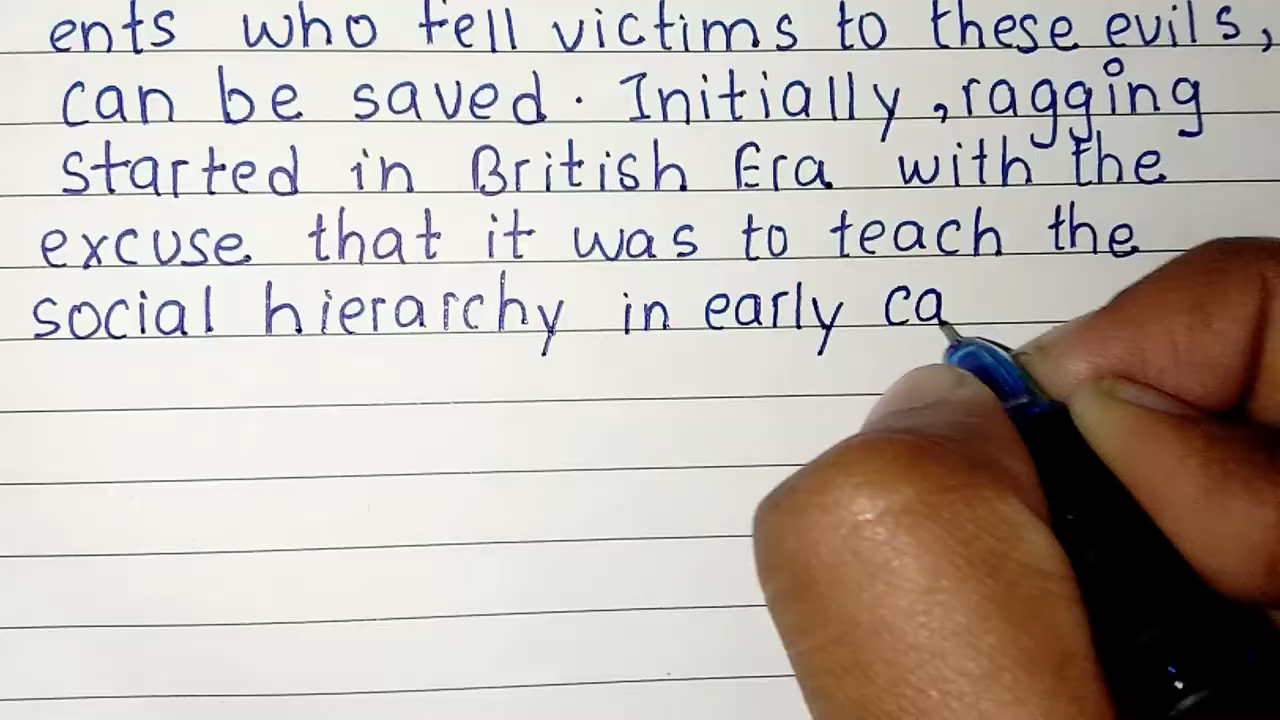 ents who fell victims to these evils,
can be saved. Initially, ragging
started in British Era with the
excuse that it was to teach the
social hierarchy in early ca